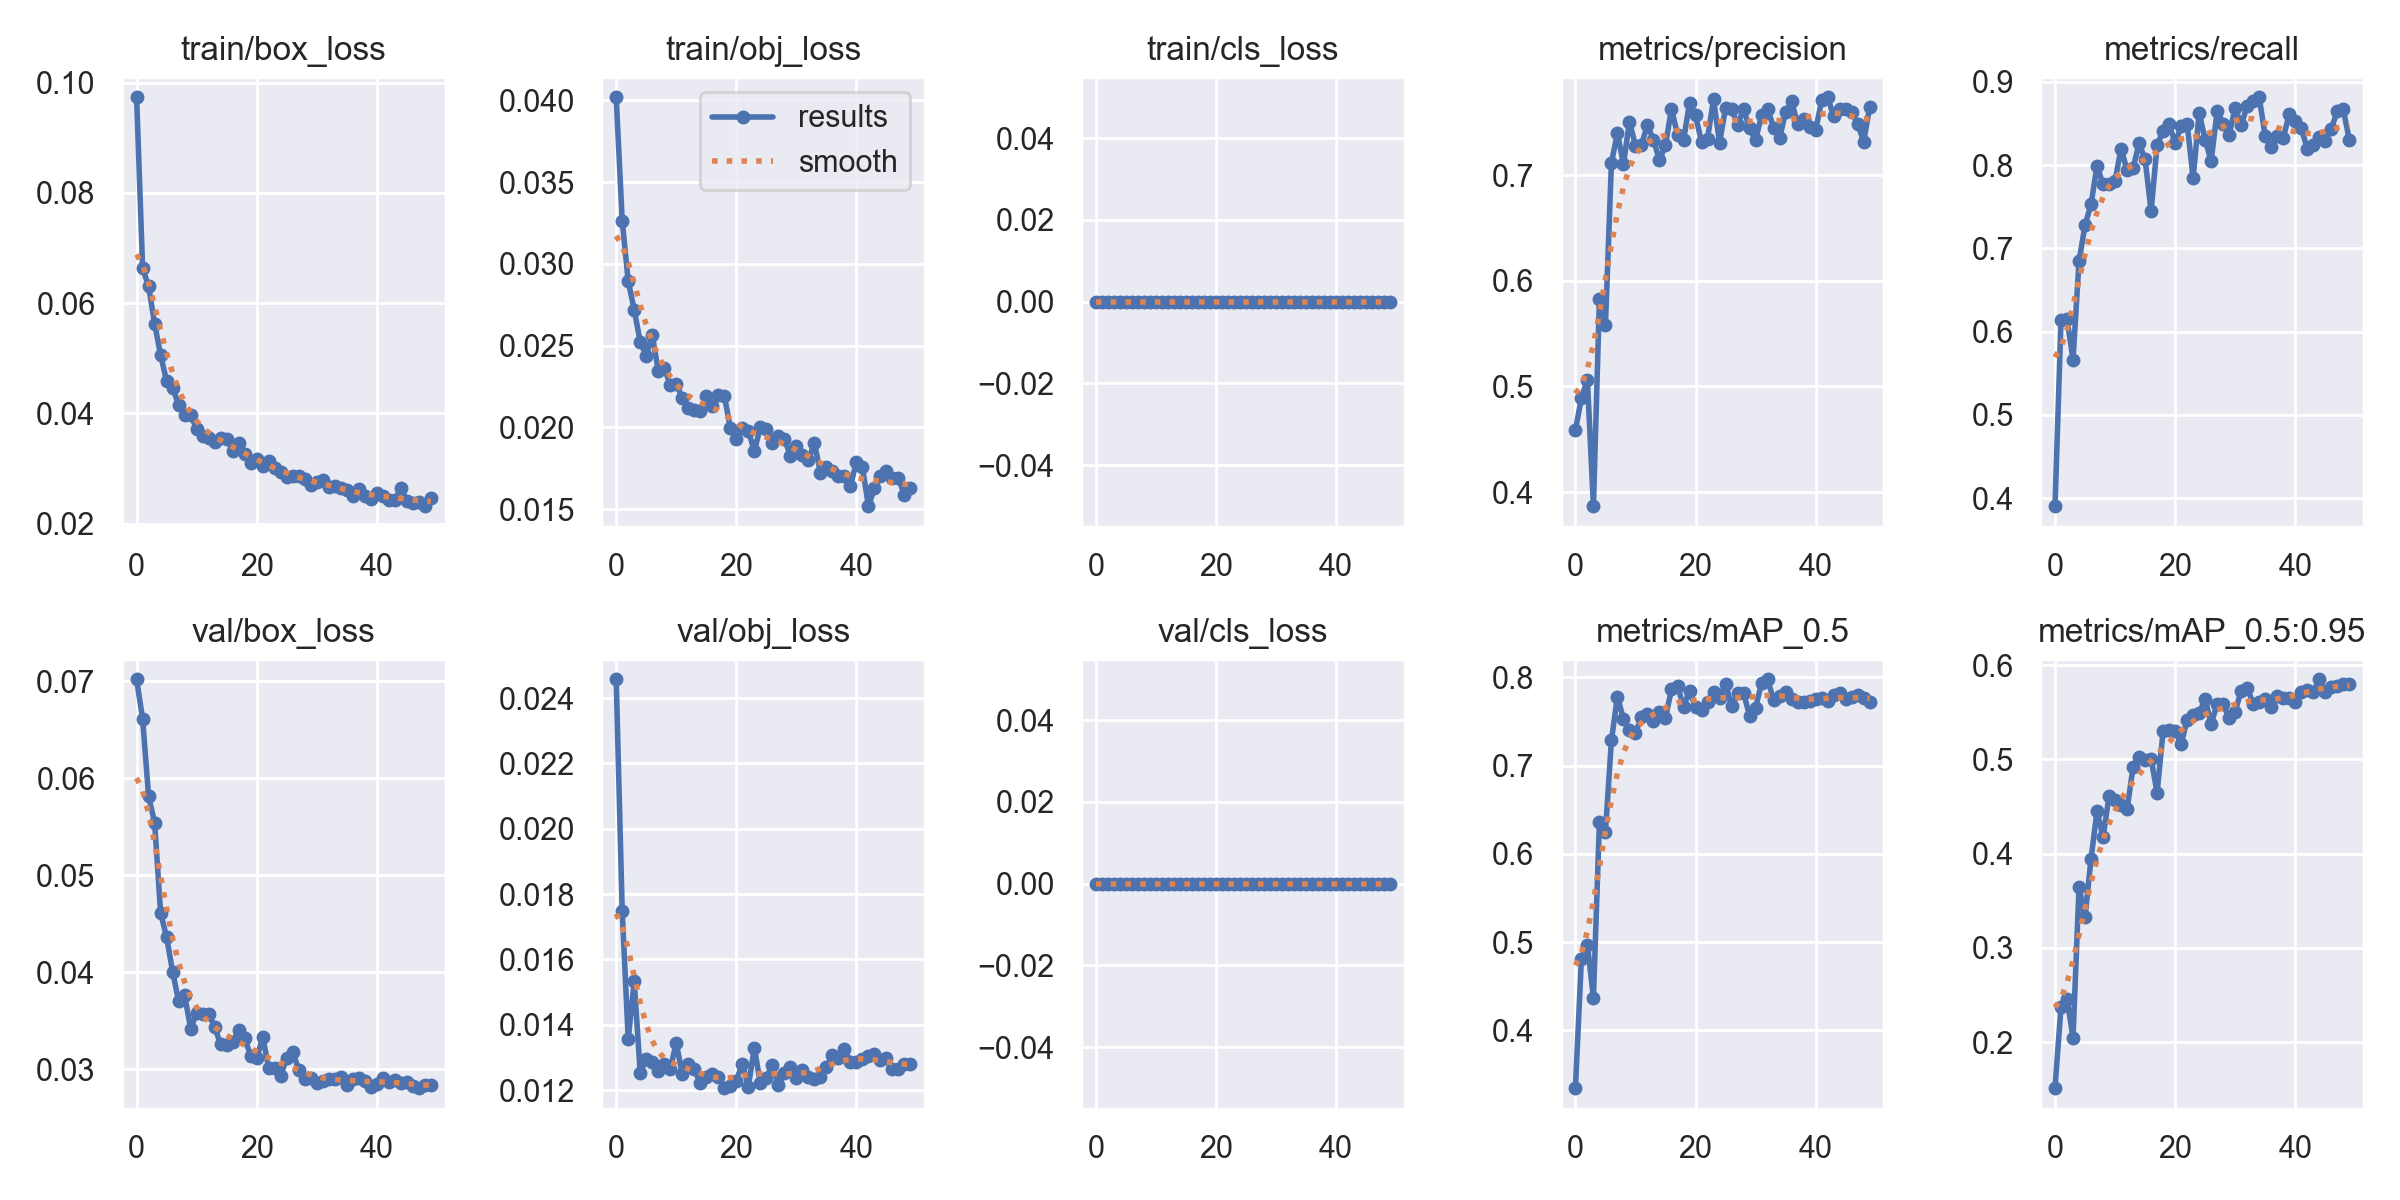 train/box_loss
0.10
0.08
0.06
0.04
0.02
0 20 40
train/obj_loss
results
smooth
0.040
0.035
0.030
0.025
0.020
0.015
0 20 40
train/cls_loss
0.04
0.02
0.00
−0.02
−0.04
0 20 40
metrics/precision
0.7
0.6
0.5
0.4
0 20 40
metrics/recall
0.9
0.8
0.7
0.6
0.5
0.4
0 20 40
val/box_loss
0.07
0.06
0.05
0.04
0.03
0 20 40
val/obj_loss
0.024
0.022
0.020
0.018
0.016
0.014
0.012
0 20 40
val/cls_loss
0.04
0.02
0.00
−0.02
−0.04
0 20 40
metrics/mAP_0.5
0.8
0.7
0.6
0.5
0.4
0 20 40
metrics/mAP_0.5:0.95
0.6
0.5
0.4
0.3
0.2
0 20 40